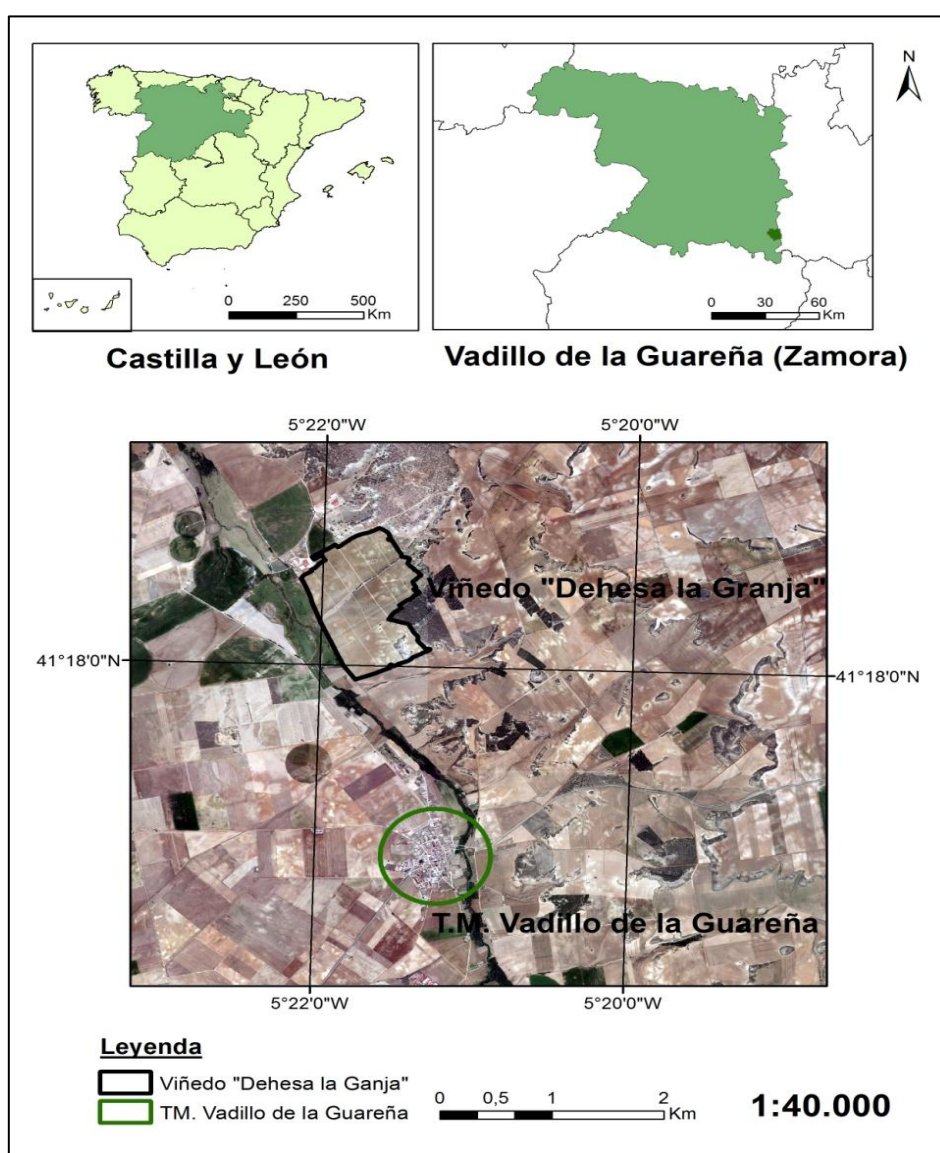 N
0 250 500
Km
0 30 60
Km
Castilla y León
Vadillo de la Guareña (Zamora)
5°22'0"W 5°20'0"W
Viñedo "Dehesa la Granja"
41°18'0"N
41°18'0"N
T.M. Vadillo de la Guareña
5°22'0"W 5°20'0"W
Leyenda
Viñedo "Dehesa la Ganja"
TM. Vadillo de la Guareña
0 0,5 1 2
Km
1:40.000